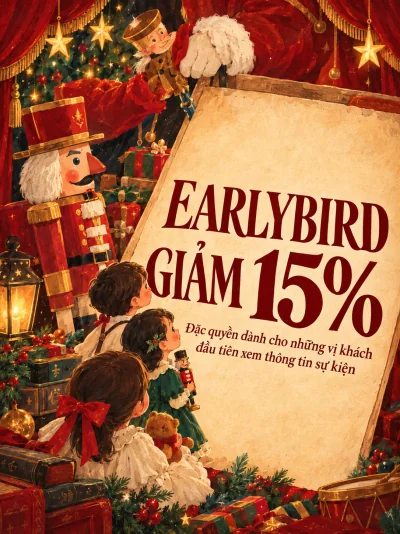 EARLYBIRD
GIẢM 15%
Đặc quyền dành cho những vị khách
đầu tiên xem thông tin sự kiện